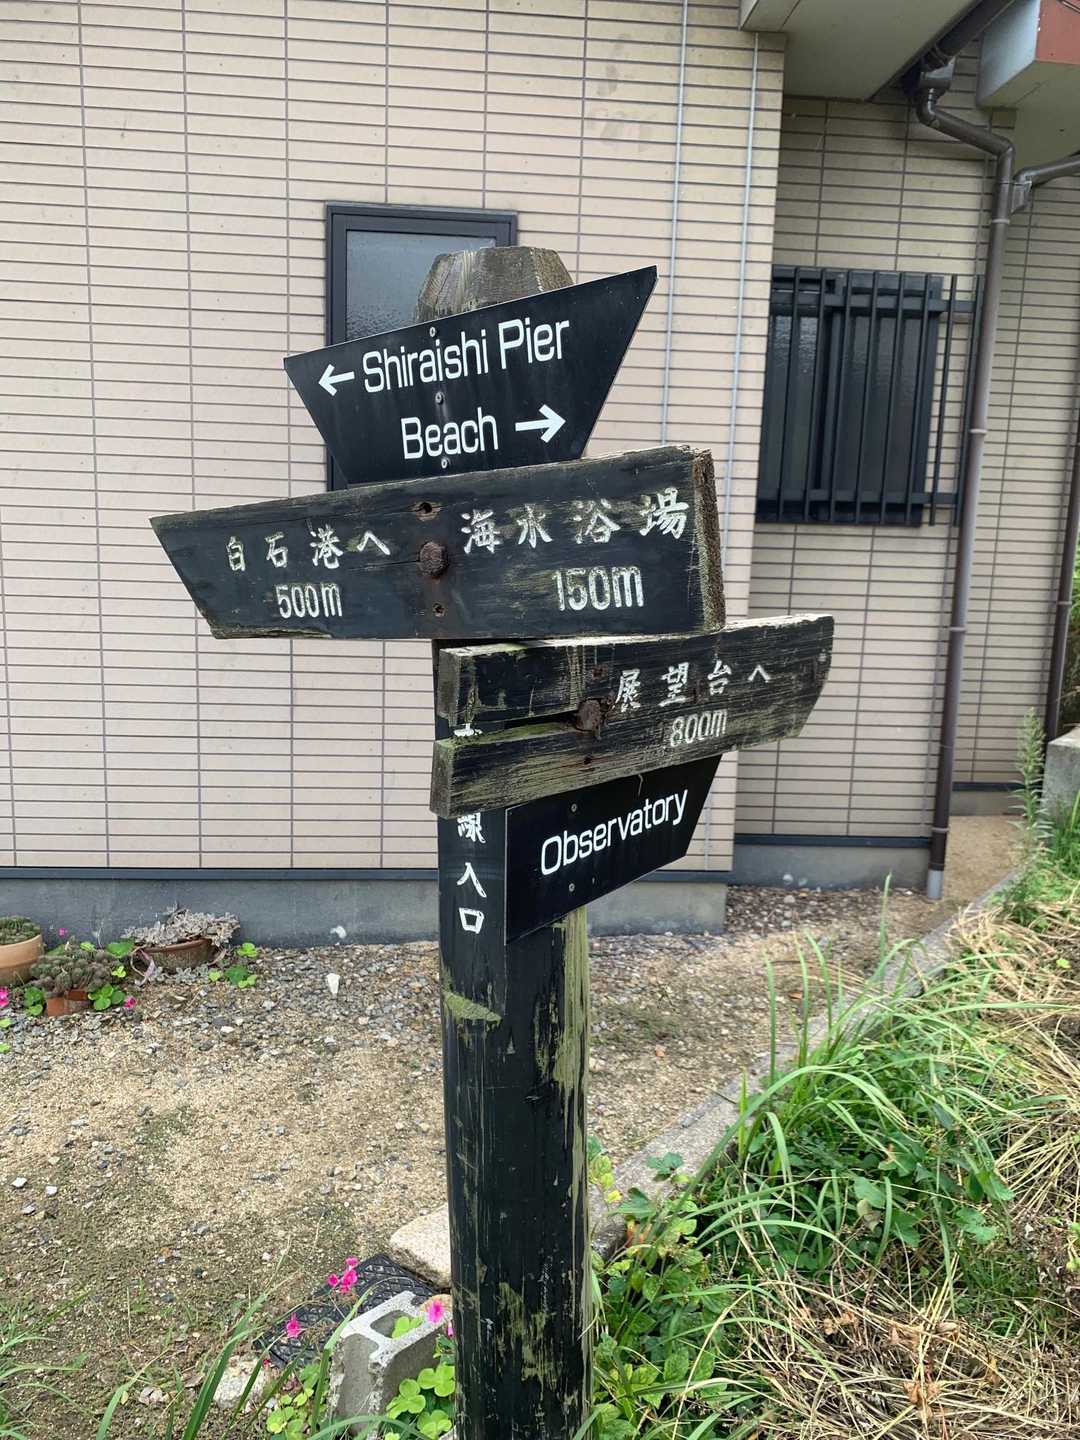 ← Shiraishi Pier
Beach →
白石港へ 海水浴場
500m 150m
展望台へ
800m
Observatory
線入口